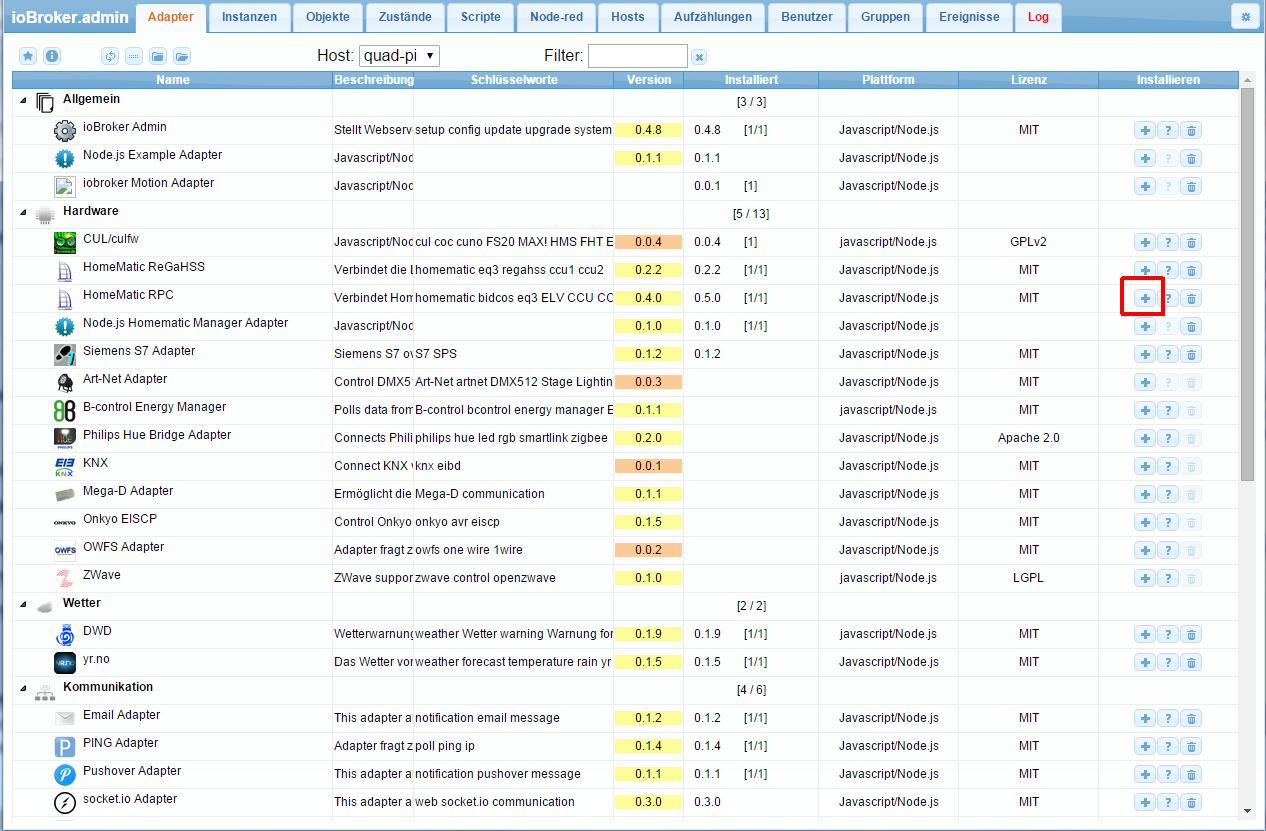 ioBroker.admin Adapter Instanzen Objekte Zustände Scripte Node-red Hosts Aufzählungen Benutzer Gruppen Ereignisse Log
Host: quad-pi Filter:
Name Beschreibung Schlüsselworte Version Installiert Plattform Lizenz Installieren
Allgemein [3 / 3]
ioBroker Admin Stellt Webserv setup config update upgrade system 0.4.8 0.4.8 [1/1] Javascript/Node.js MIT
Node.js Example Adapter Javascript/Nod 0.1.1 0.1.1 Javascript/Node.js
iobroker Motion Adapter Javascript/Nod 0.0.1 [1] Javascript/Node.js
Hardware [5 / 13]
CUL/culfw Javascript/Nod cul coc cuno FS20 MAX! HMS FHT E 0.0.4 0.0.4 [1] javascript/Node.js GPLv2
HomeMatic ReGaHSS Verbindet die L homematic eq3 regahss ccu1 ccu2 0.2.2 0.2.2 [1/1] Javascript/Node.js MIT
HomeMatic RPC Verbindet Hom homematic bidcos eq3 ELV CCU CC 0.4.0 0.5.0 [1/1] Javascript/Node.js MIT
Node.js Homematic Manager Adapter Javascript/Nod 0.1.0 0.1.0 [1/1] Javascript/Node.js
Siemens S7 Adapter Siemens S7 ov S7 SPS 0.1.2 0.1.2 Javascript/Node.js MIT
Art-Net Adapter Control DMX5 Art-Net artnet DMX512 Stage Lightin 0.0.3 Javascript/Node.js MIT
B-control Energy Manager Polls data from B-control bcontrol energy manager E 0.1.1 javascript/Node.js MIT
Philips Hue Bridge Adapter Connects Phili philips hue led rgb smartlink zigbee 0.2.0 Javascript/Node.js Apache 2.0
KNX Connect KNX v knx eibd 0.0.1 Javascript/Node.js MIT
Mega-D Adapter Ermöglicht die Mega-D communication 0.1.1 Javascript/Node.js MIT
Onkyo EISCP Control Onkyo onkyo avr eiscp 0.1.5 Javascript/Node.js MIT
OWFS Adapter Adapter fragt z owfs one wire 1wire 0.0.2 Javascript/Node.js MIT
ZWave ZWave suppor zwave control openzwave 0.1.0 javascript/Node.js LGPL
Wetter [2 / 2]
DWD Wetterwarnung weather Wetter warning Warnung for 0.1.9 0.1.9 [1/1] javascript/Node.js MIT
yr.no Das Wetter vor weather forecast temperature rain yr 0.1.5 0.1.5 [1/1] Javascript/Node.js MIT
Kommunikation [4 / 6]
Email Adapter This adapter a notification email message 0.1.2 0.1.2 [1/1] Javascript/Node.js MIT
PING Adapter Adapter fragt z poll ping ip 0.1.4 0.1.4 [1/1] Javascript/Node.js MIT
Pushover Adapter This adapter a notification pushover message 0.1.1 0.1.1 [1/1] Javascript/Node.js MIT
socket.io Adapter This adapter a web socket.io communication 0.3.0 0.3.0 Javascript/Node.js MIT